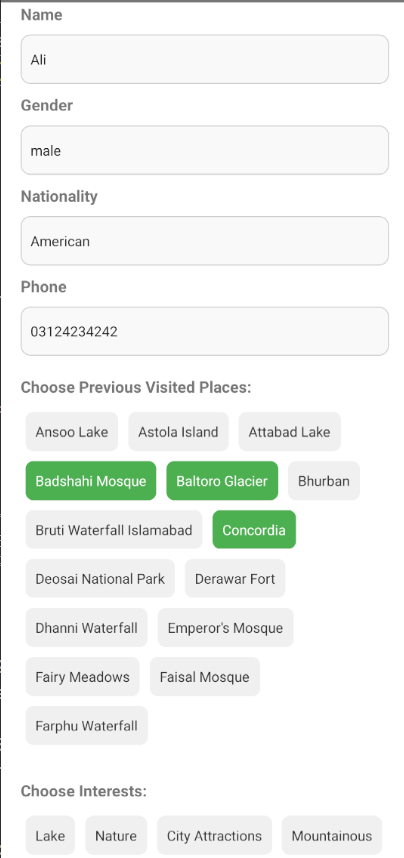 Name
Ali
Gender
male
Nationality
American
Phone
03124234242
Choose Previous Visited Places:
Ansoo Lake Astola Island Attabad Lake
Badshahi Mosque Baltoro Glacier Bhurban
Bruti Waterfall Islamabad Concordia
Deosai National Park Derawar Fort
Dhanni Waterfall Emperor's Mosque
Fairy Meadows Faisal Mosque
Farphu Waterfall
Choose Interests:
Lake Nature City Attractions Mountainous